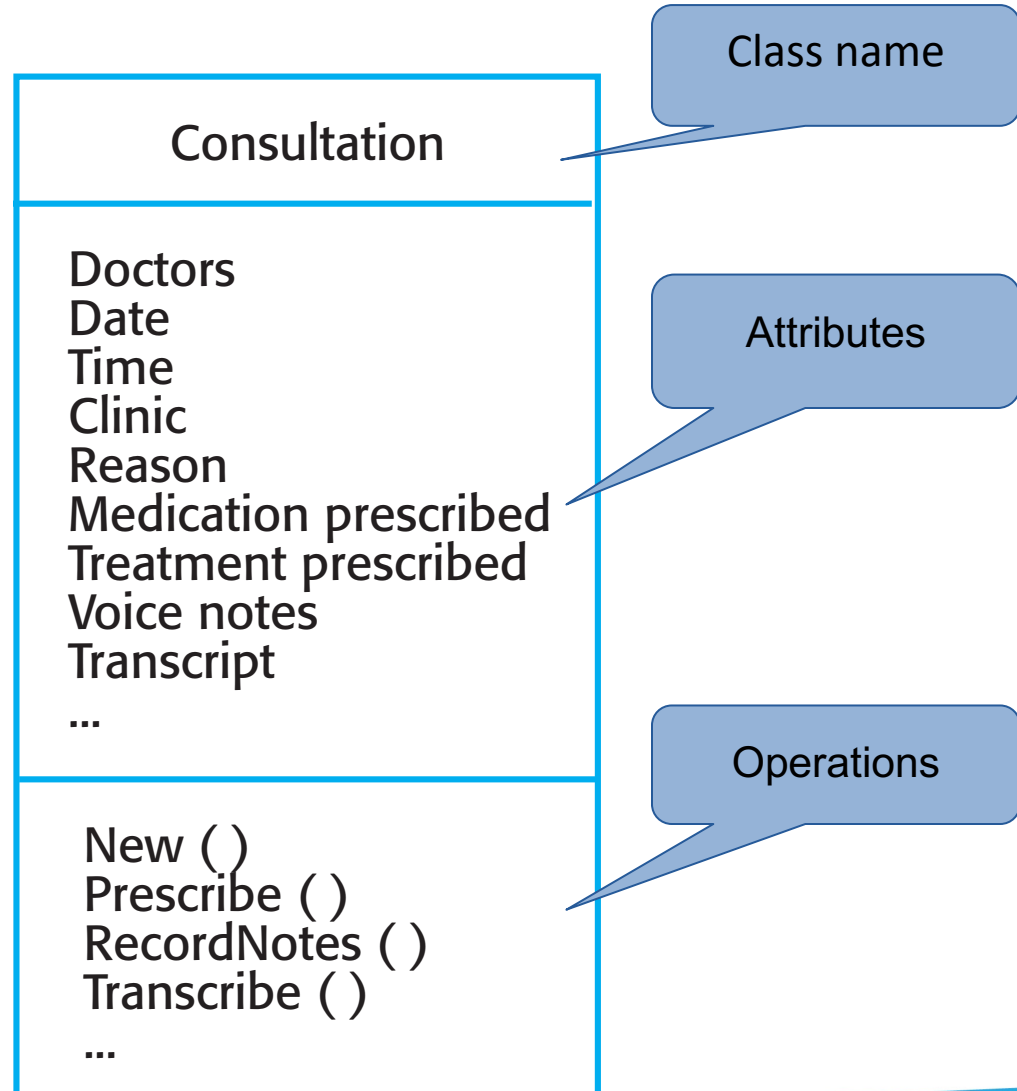 Class name
Consultation
Doctors
Date
Time
Clinic
Reason
Medication prescribed
Treatment prescribed
Voice notes
Transcript
...
Attributes
New ( )
Prescribe ( )
RecordNotes ( )
Transcribe ( )
...
Operations